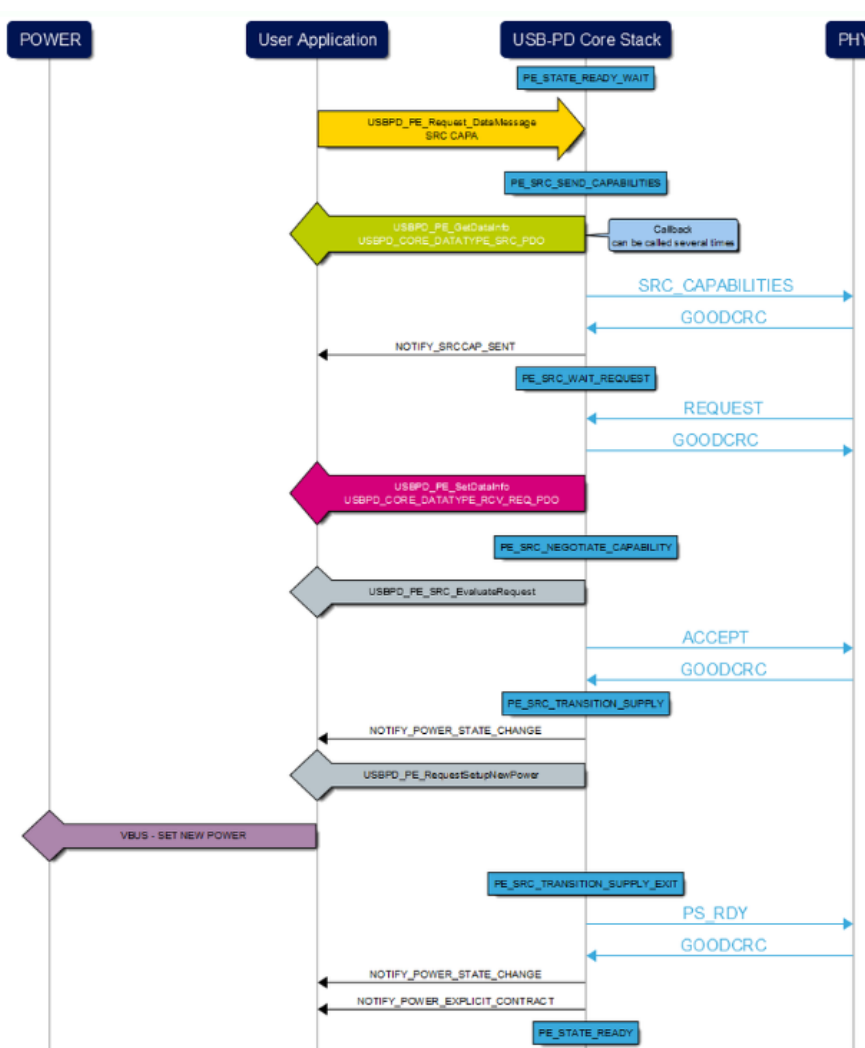 POWER
User Application
USB-PD Core Stack
PHY
PE_STATE_READY_WAIT
USBPD_PE_Request_DataMessage
SRC CAPA
PE_SRC_SEND_CAPABILITIES
USBPD_PE_GetDataInfo
USBPD_CORE_DATATYPE_SRC_PDO
Callback
can be called several times
SRC_CAPABILITIES
GOODCRC
NOTIFY_SRCCAP_SENT
PE_SRC_WAIT_REQUEST
REQUEST
GOODCRC
USBPD_PE_SetDataInfo
USBPD_CORE_DATATYPE_RCV_REQ_PDO
PE_SRC_NEGOTIATE_CAPABILITY
USBPD_PE_SRC_EvaluateRequest
ACCEPT
GOODCRC
PE_SRC_TRANSITION_SUPPLY
NOTIFY_POWER_STATE_CHANGE
USBPD_PE_RequestSetupNewPower
VBUS - SET NEW POWER
PE_SRC_TRANSITION_SUPPLY_EXIT
PS_RDY
GOODCRC
NOTIFY_POWER_STATE_CHANGE
NOTIFY_POWER_EXPLICIT_CONTRACT
PE_STATE_READY